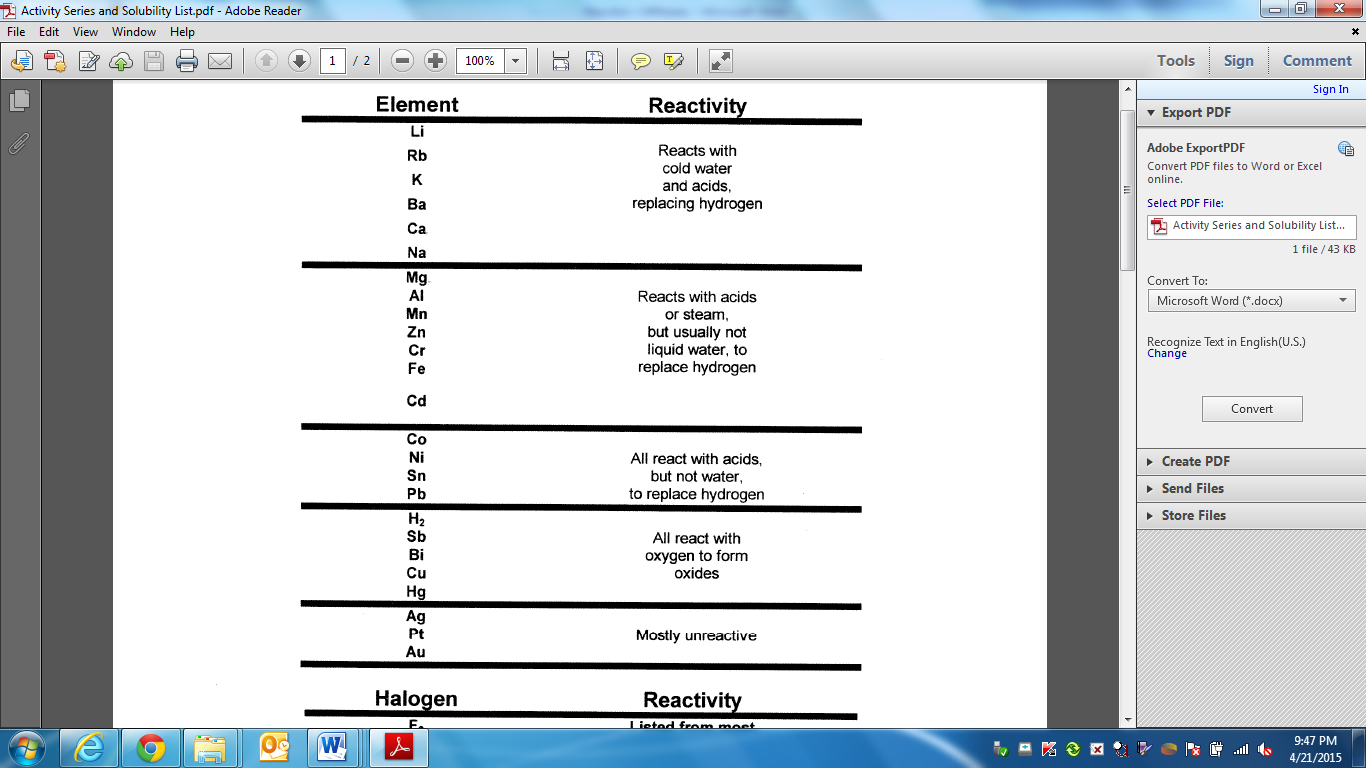 Activity Series and Solubility List.pdf - Adobe Reader
File Edit View Window Help
1 / 2 100% Tools Sign Comment
Sign In
Element Reactivity
Li
Rb
K
Ba
Ca
Na
Reacts with
cold water
and acids,
replacing hydrogen
Mg
Al
Mn
Zn
Cr
Fe
Cd
Reacts with acids
or steam,
but usually not
liquid water, to
replace hydrogen
Co
Ni
Sn
Pb
All react with acids,
but not water,
to replace hydrogen
H₂
Sb
Bi
Cu
Hg
All react with
oxygen to form
oxides
Ag
Pt
Au
Mostly unreactive
Halogen Reactivity
Listed from most
Export PDF
Adobe ExportPDF
Convert PDF files to Word or Excel
online.
Select PDF File:
Activity Series and Solubility List...
1 file / 43 KB
Convert To:
Microsoft Word (*.docx)
Recognize Text in English(U.S.)
Change
Convert
Create PDF
Send Files
Store Files
9:47 PM
4/21/2015